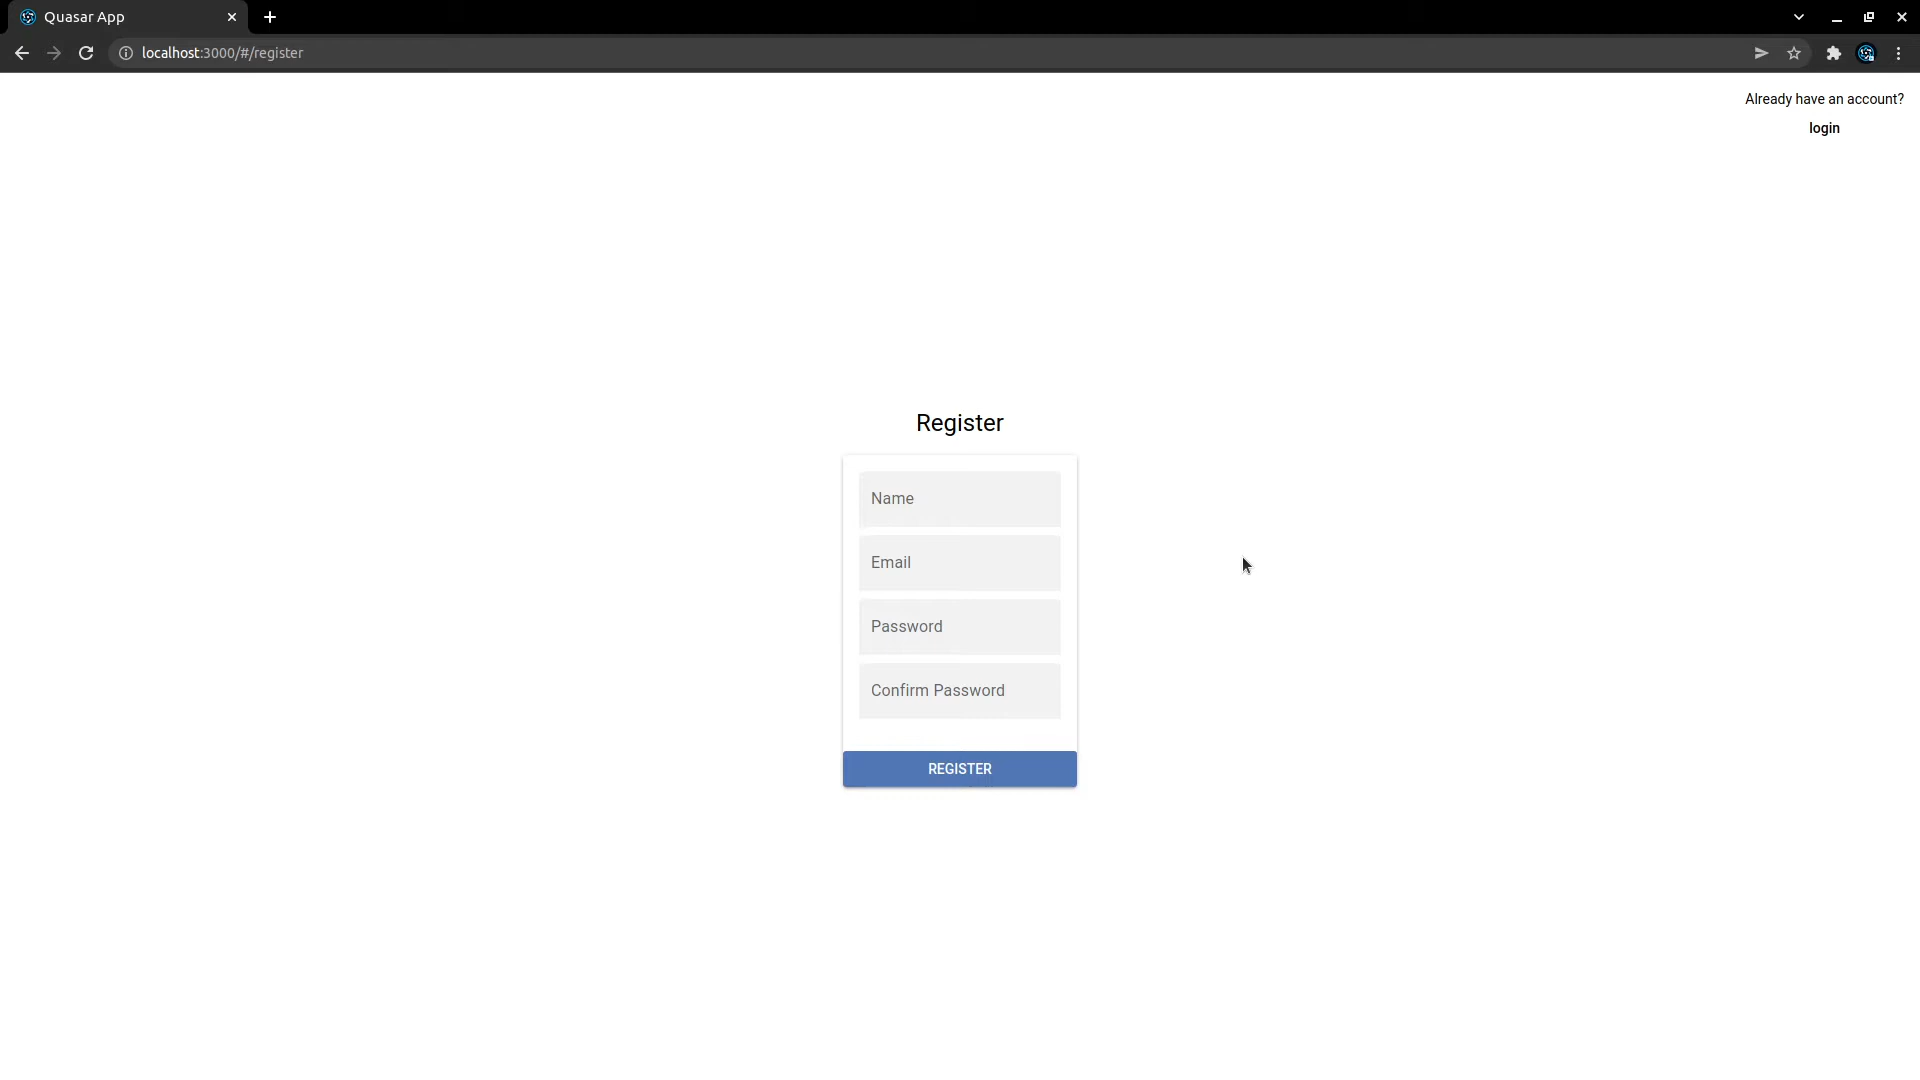 Quasar App
localhost:3000/#/register
Already have an account?
login
Register
Name
Email
Password
Confirm Password
REGISTER